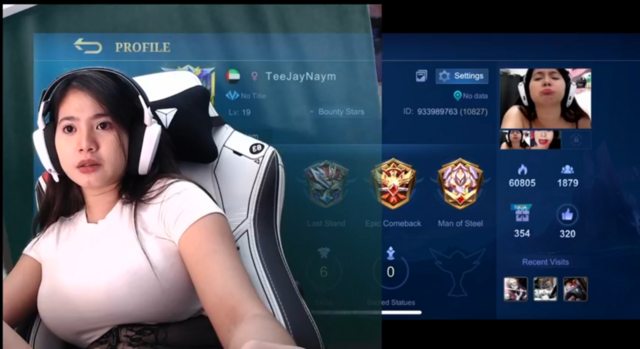 PROFILE
TeeJayNaym
Settings
No Title
No data
Lv. 19
Bounty Stars
ID: 933989763 (10827)
EB
Last Stand
Epic Comeback
Man of Steel
60805
1879
6
0
354
320
Statues
Recent Visits